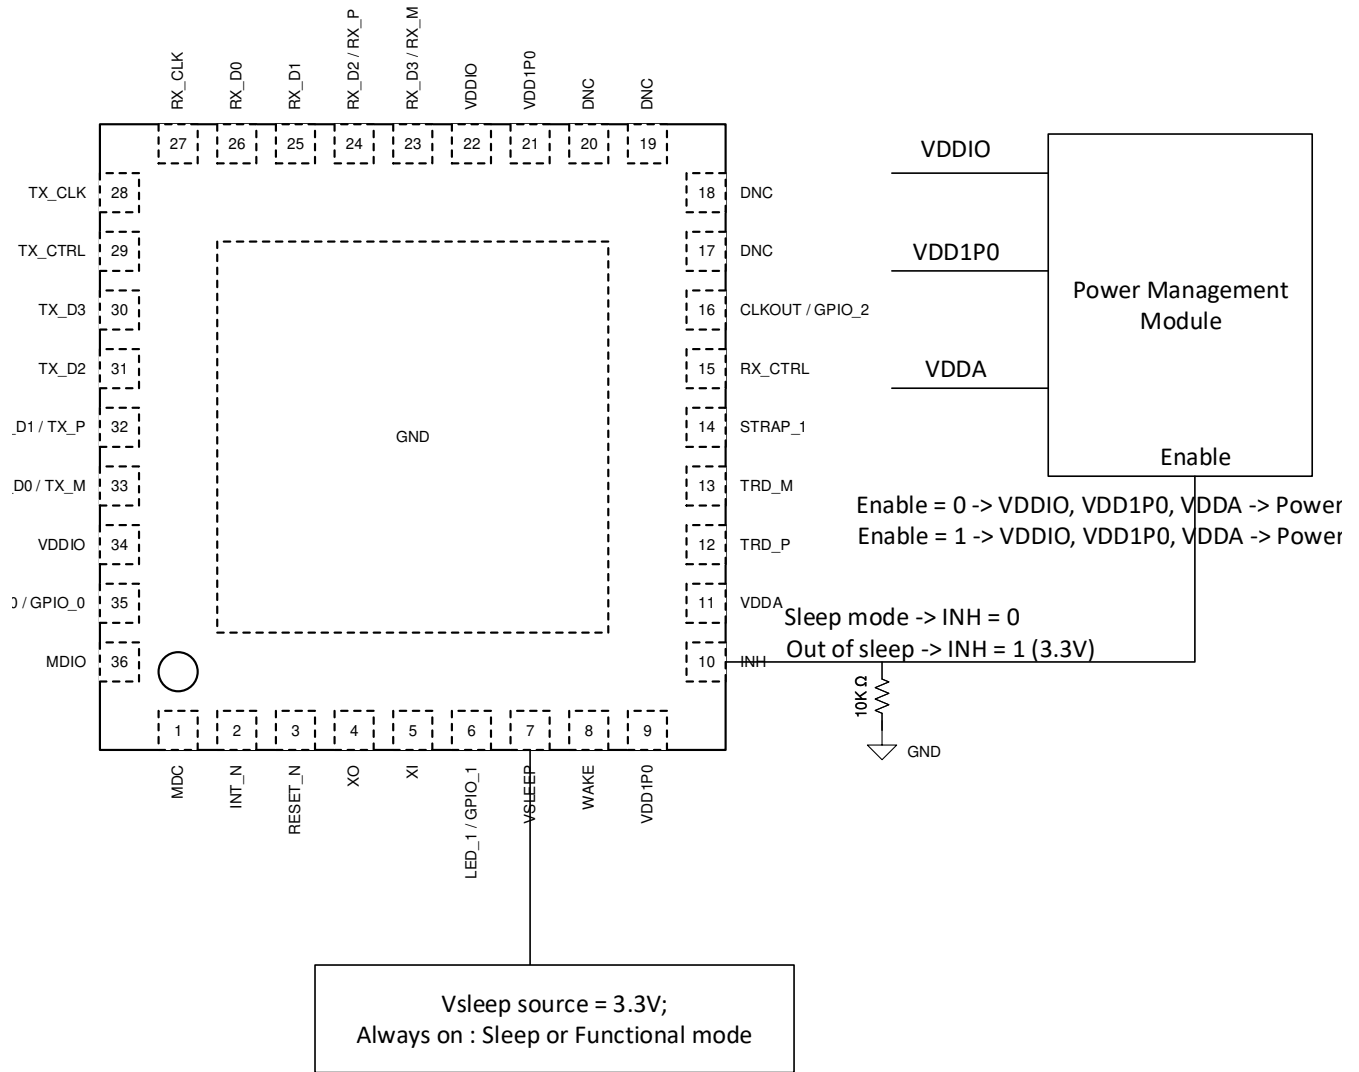 RX_CLK
RX_D0
RX_D1
RX_D2 / RX_P
RX_D3 / RX_M
VDDIO
VDD1P0
DNC
DNC
27
26
25
24
23
22
21
20
19
TX_CLK 28
TX_CTRL 29
TX_D3 30
TX_D2 31
_D1 / TX_P 32
D0 / TX_M 33
VDDIO 34
0 / GPIO_0 35
MDIO 36
GND
18 DNC
17 DNC
16 CLKOUT / GPIO_2
15 RX_CTRL
14 STRAP_1
13 TRD_M
12 TRD_P
11 VDDA
10 INH
1
2
3
4
5
6
7
8
9
MDC
INT_N
RESET_N
XO
XI
LED_1 / GPIO_1
VSLEEP
WAKE
VDD1P0
VDDIO
VDD1P0
VDDA
Power Management
Module
Enable
Enable = 0 -> VDDIO, VDD1P0, VDDA -> Power
Enable = 1 -> VDDIO, VDD1P0, VDDA -> Power
Sleep mode -> INH = 0
Out of sleep -> INH = 1 (3.3V)
10K Ω
GND
Vsleep source = 3.3V;
Always on : Sleep or Functional mode